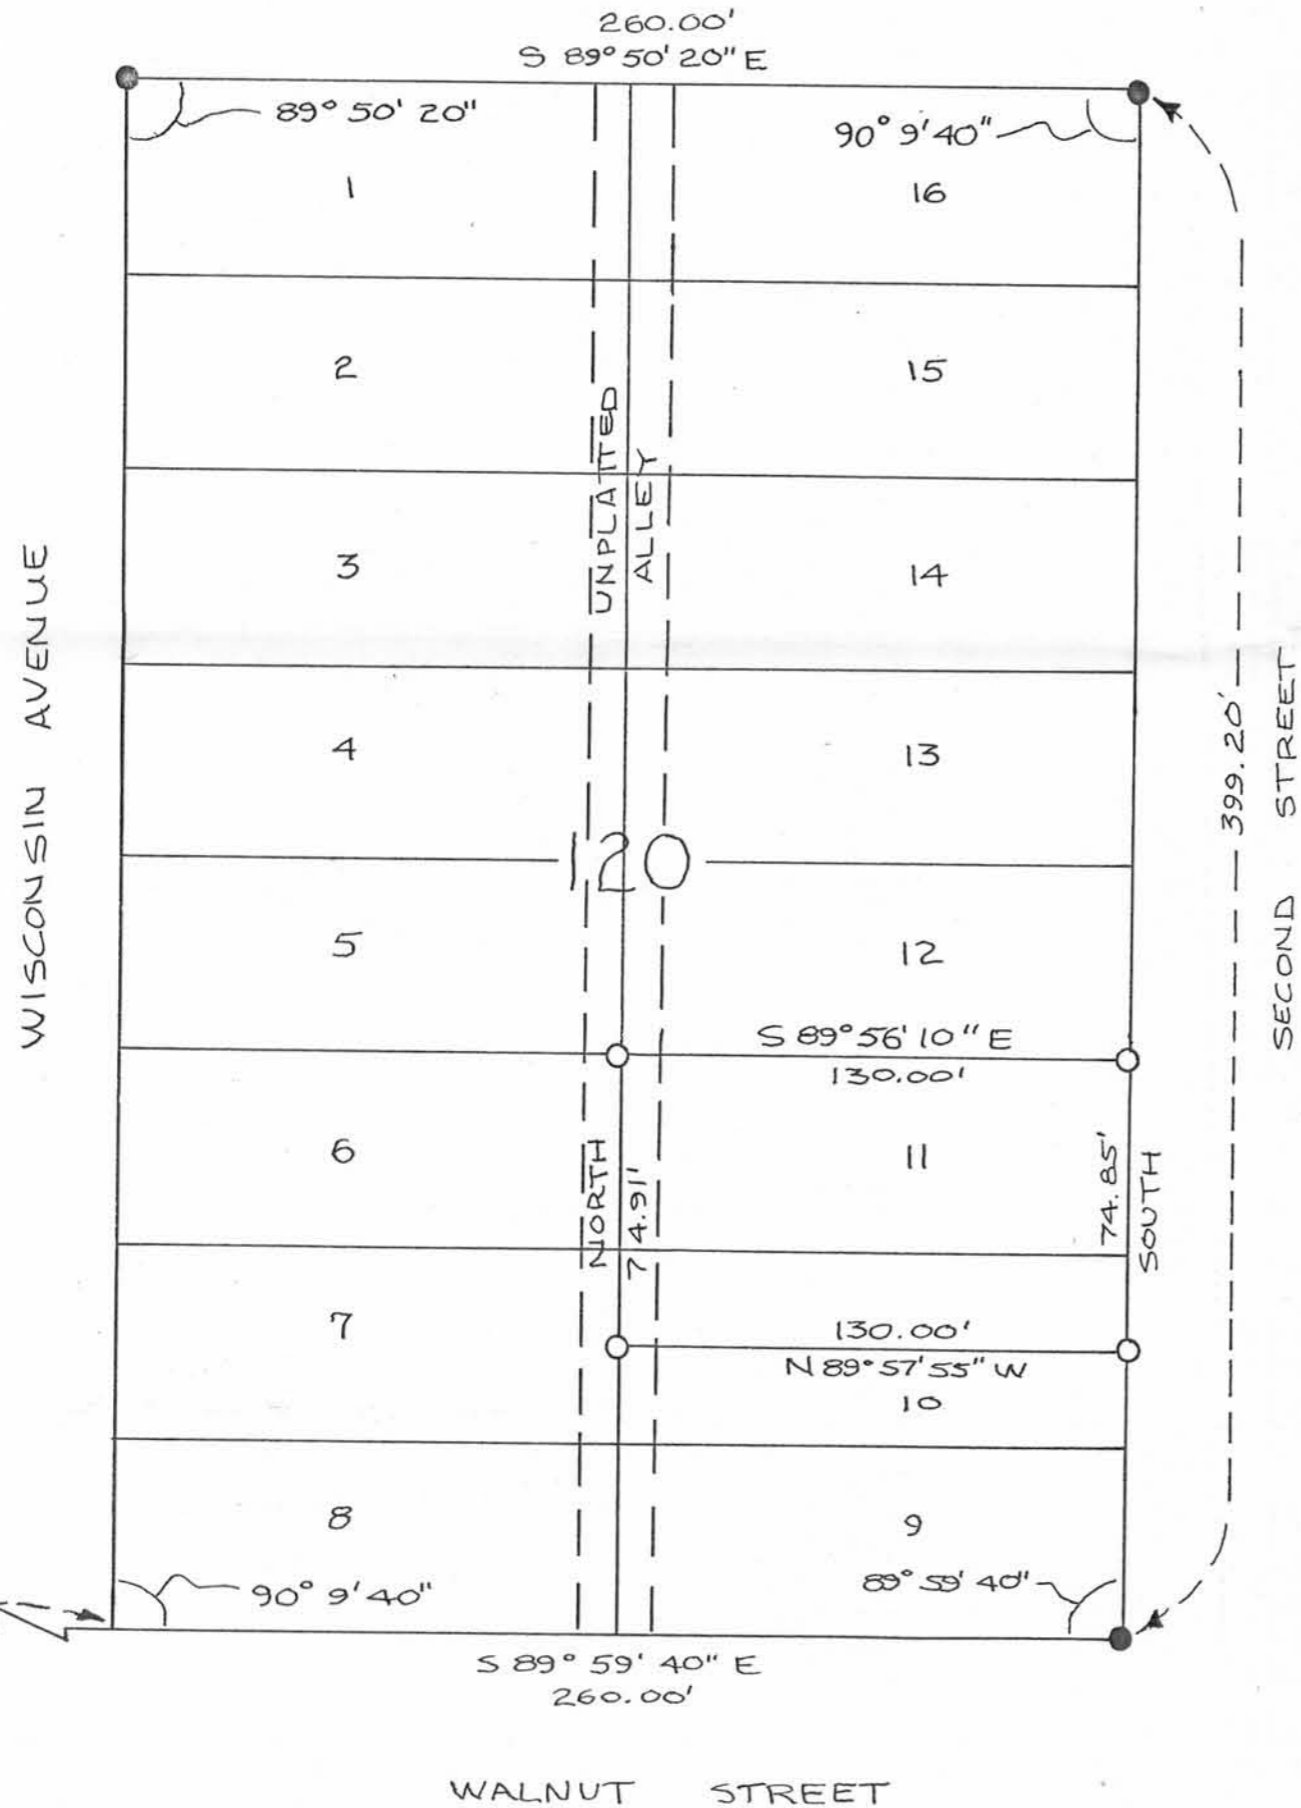 260.00'
S 89° 50' 20" E
89° 50' 20"
90° 9' 40"
1
16
2
15
UNPLATTED
ALLEY
3
14
WISCONSIN AVENUE
4
13
399.20'
SECOND STREET
120
5
12
S 89° 56' 10" E
130.00'
6
11
NORTH
74.91'
74.85'
SOUTH
7
130.00'
N 89° 57' 55" W
10
8
9
90° 9' 40"
89° 59' 40"
S 89° 59' 40" E
260.00'
WALNUT STREET